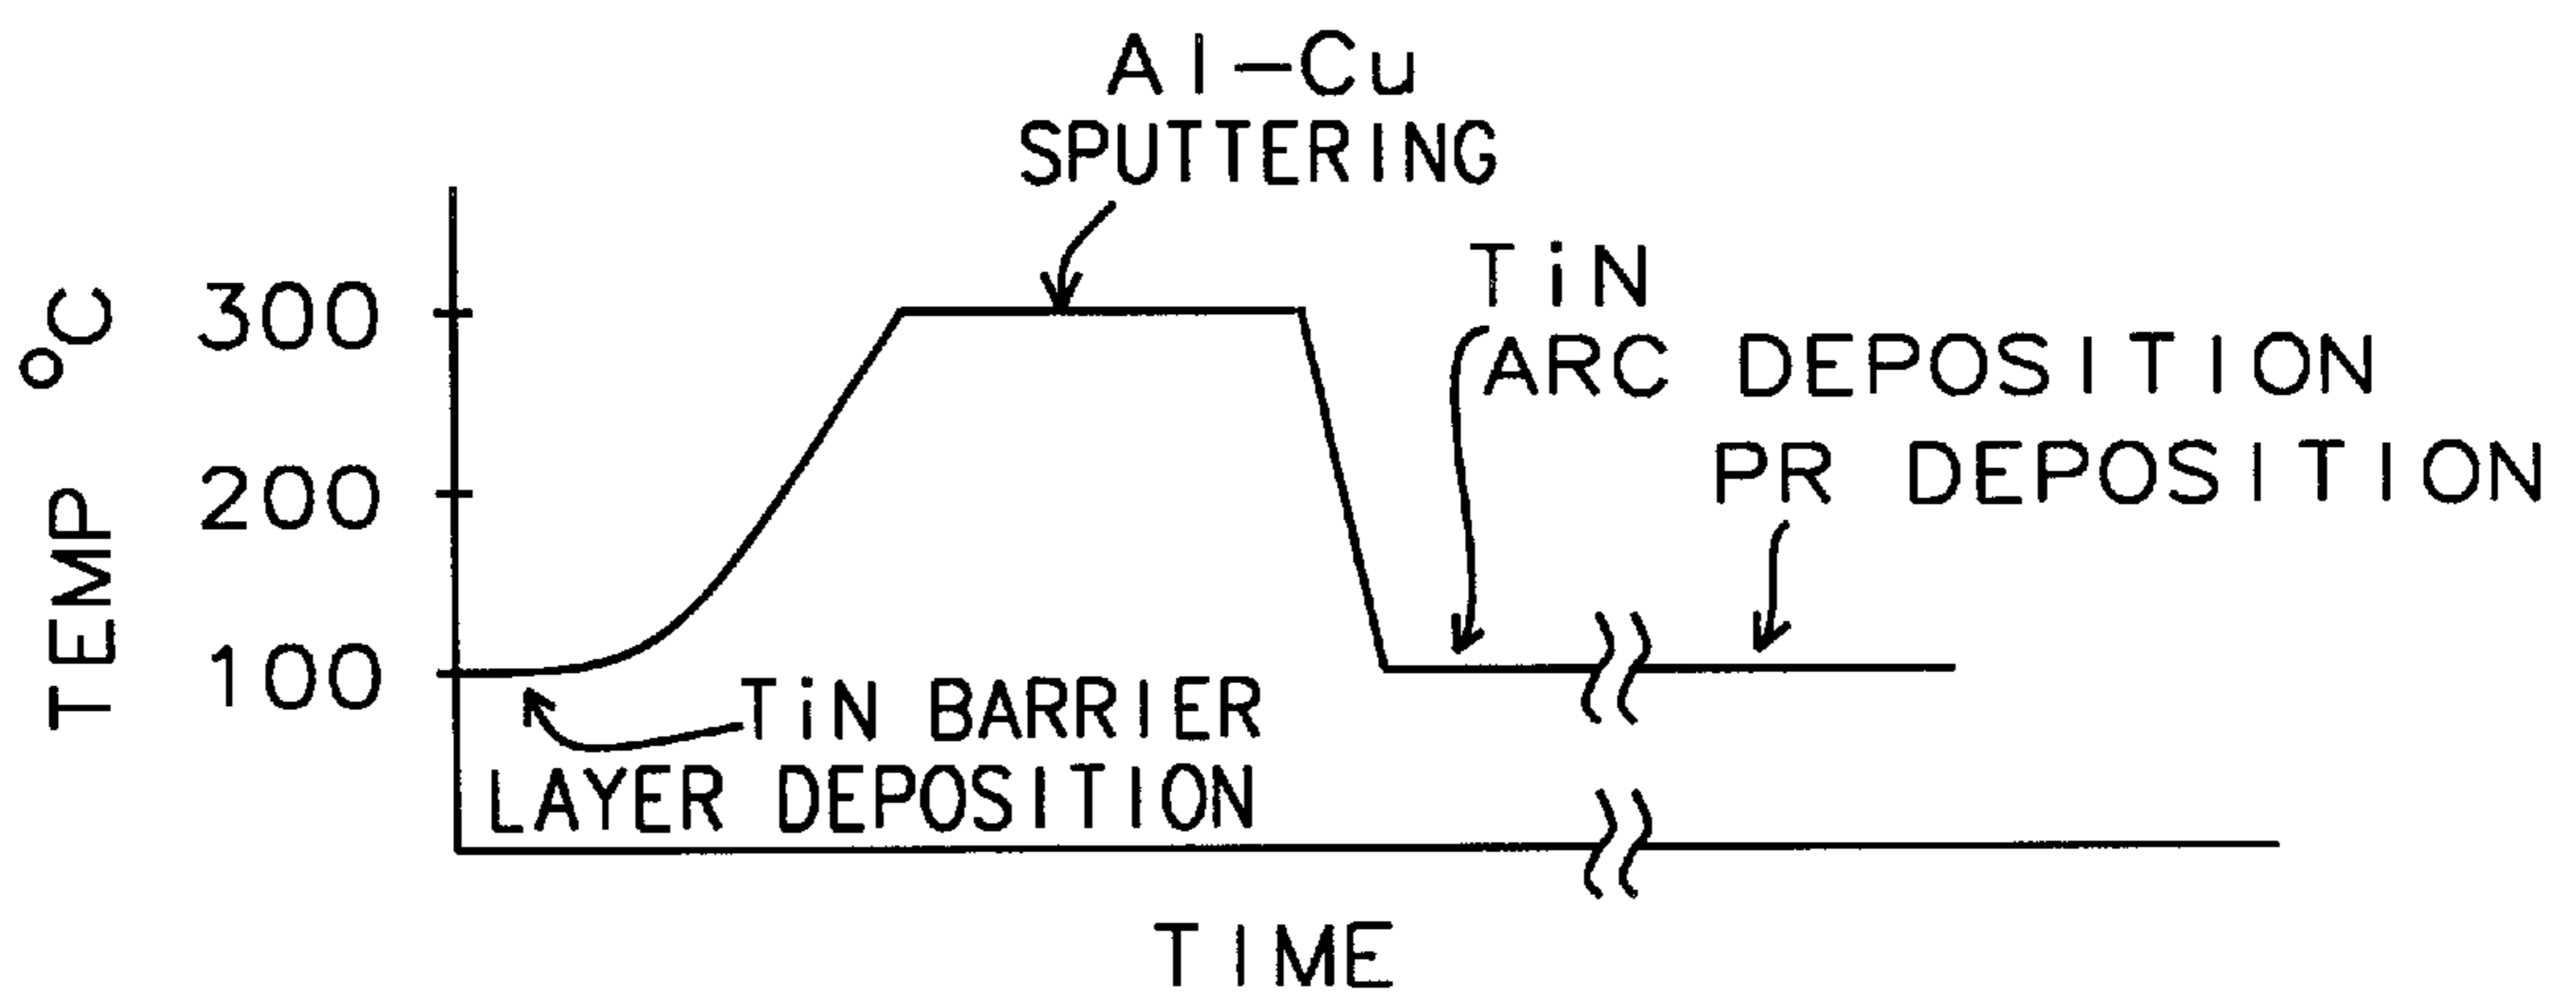 Al-Cu
SPUTTERING
TiN
ARC DEPOSITION
PR DEPOSITION
TEMP °C
300
200
100
TiN BARRIER
LAYER DEPOSITION
TIME